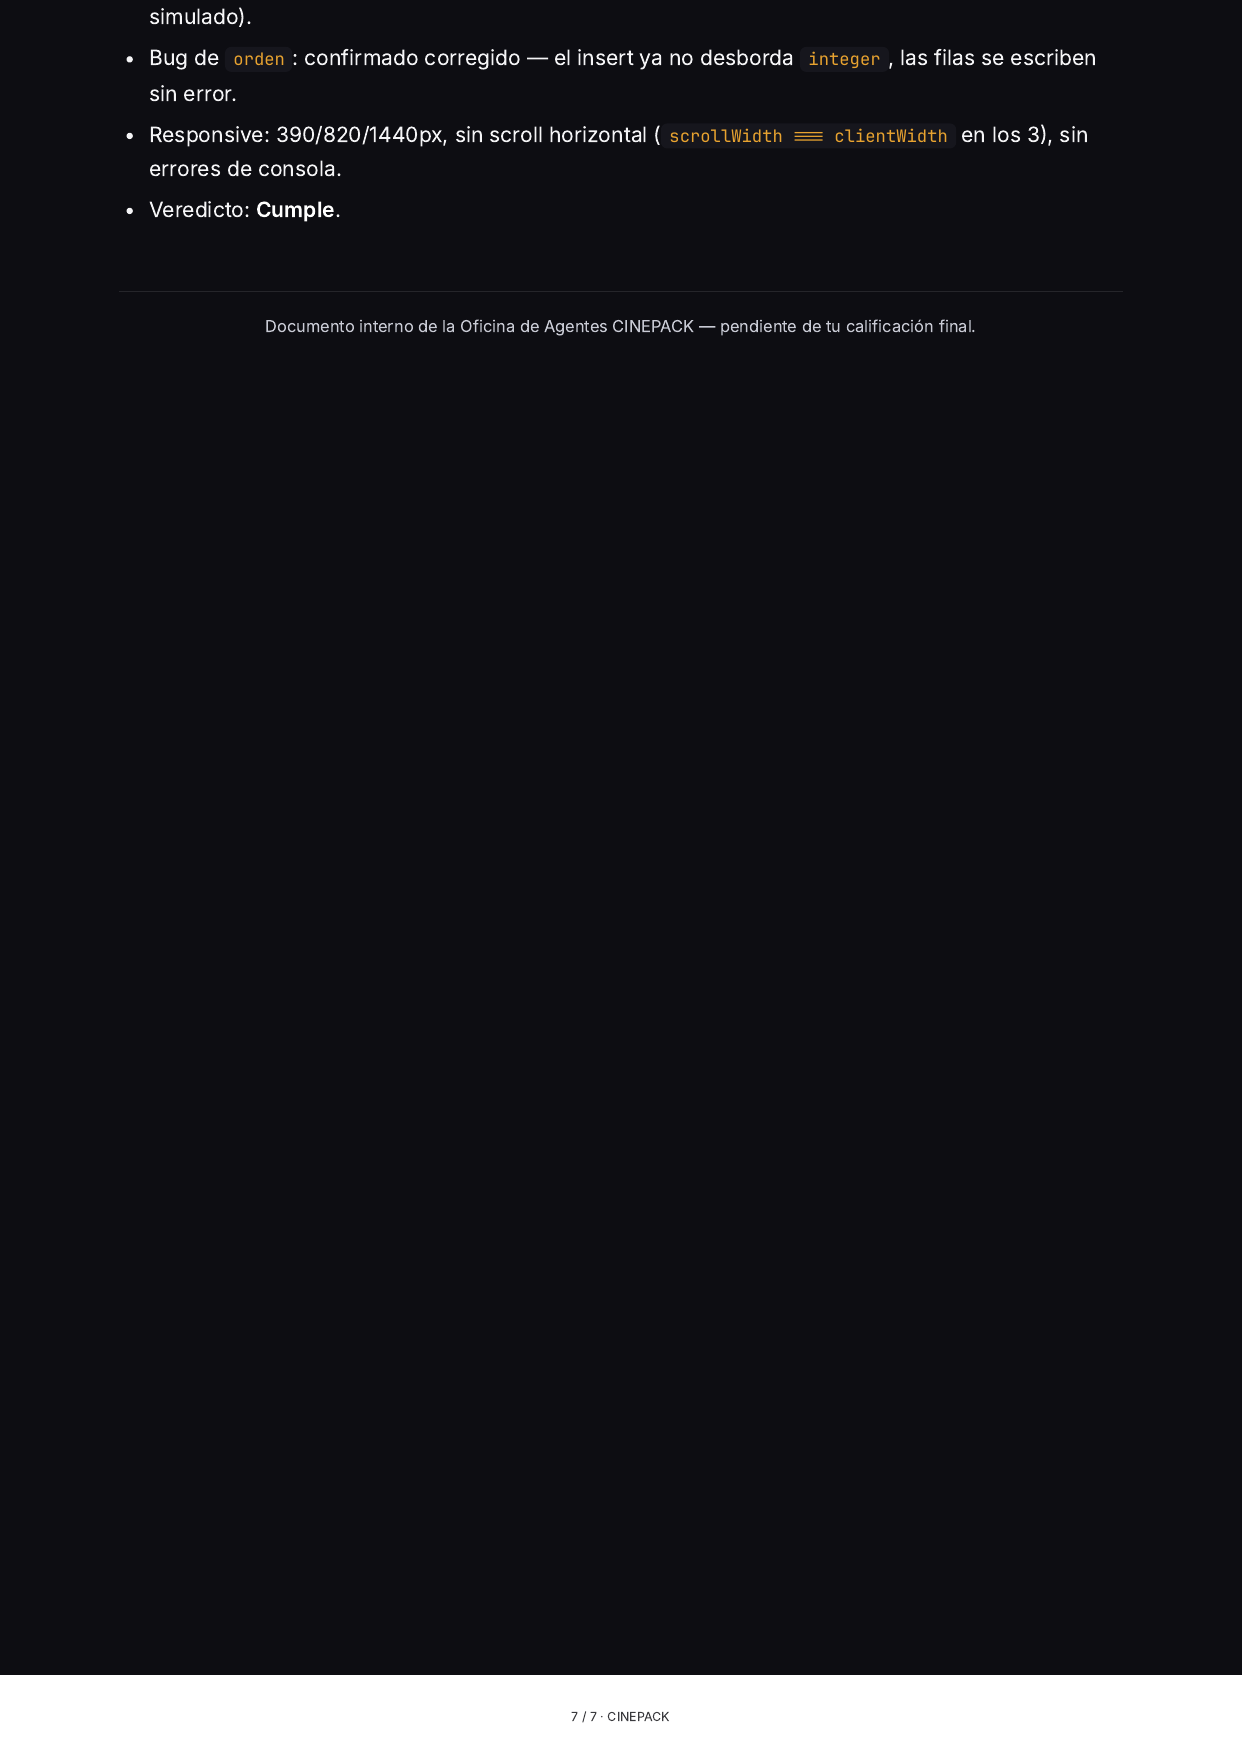 simulado).
• Bug de orden: confirmado corregido — el insert ya no desborda integer, las filas se escriben
sin error.
• Responsive: 390/820/1440px, sin scroll horizontal (scrollWidth === clientWidth en los 3), sin
errores de consola.
• Veredicto: Cumple.
Documento interno de la Oficina de Agentes CINEPACK — pendiente de tu calificación final.
7 / 7 · CINEPACK